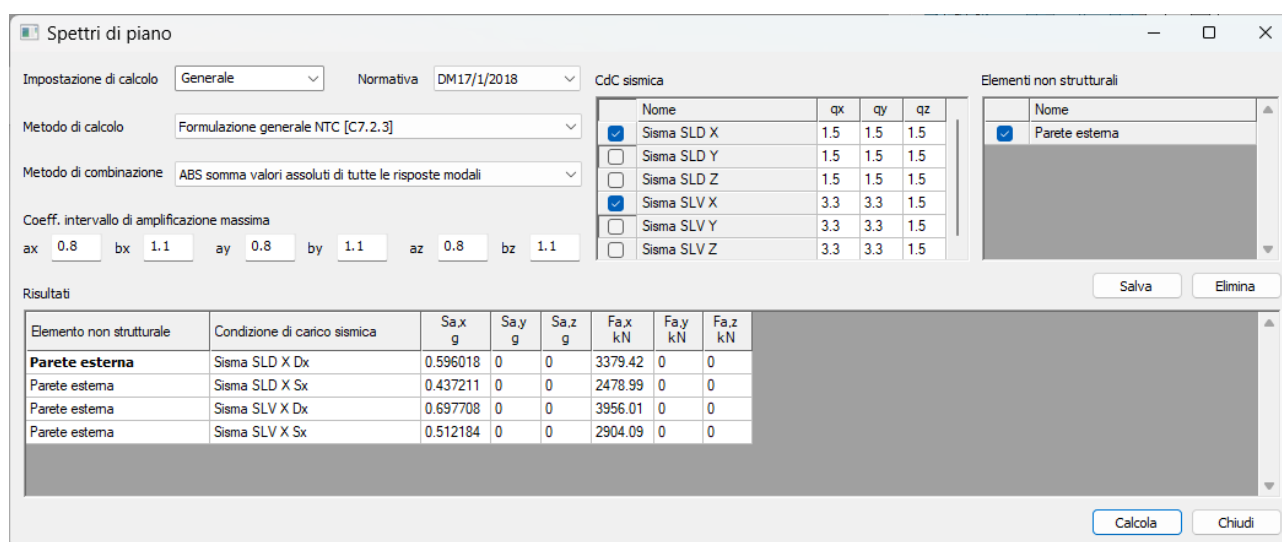 Spettri di piano
Impostazione di calcolo Generale Normativa DM17/1/2018
Metodo di calcolo Formulazione generale NTC [C7.2.3]
Metodo di combinazione ABS somma valori assoluti di tutte le risposte modali
Coeff. intervallo di amplificazione massima
ax 0.8 bx 1.1 ay 0.8 by 1.1 az 0.8 bz 1.1
CdC sismica
Nome qx qy qz
Sisma SLD X 1.5 1.5 1.5
Sisma SLD Y 1.5 1.5 1.5
Sisma SLD Z 1.5 1.5 1.5
Sisma SLV X 3.3 3.3 1.5
Sisma SLV Y 3.3 3.3 1.5
Sisma SLV Z 3.3 3.3 1.5
Elementi non strutturali
Nome
Parete esterna
Salva Elimina
Risultati
Elemento non strutturale Condizione di carico sismica Sa,x g Sa,y g Sa,z g Fa,x kN Fa,y kN Fa,z kN
Parete esterna Sisma SLD X Dx 0.596018 0 0 3379.42 0 0
Parete esterna Sisma SLD X Sx 0.437211 0 0 2478.99 0 0
Parete esterna Sisma SLV X Dx 0.697708 0 0 3956.01 0 0
Parete esterna Sisma SLV X Sx 0.512184 0 0 2904.09 0 0
Calcola Chiudi